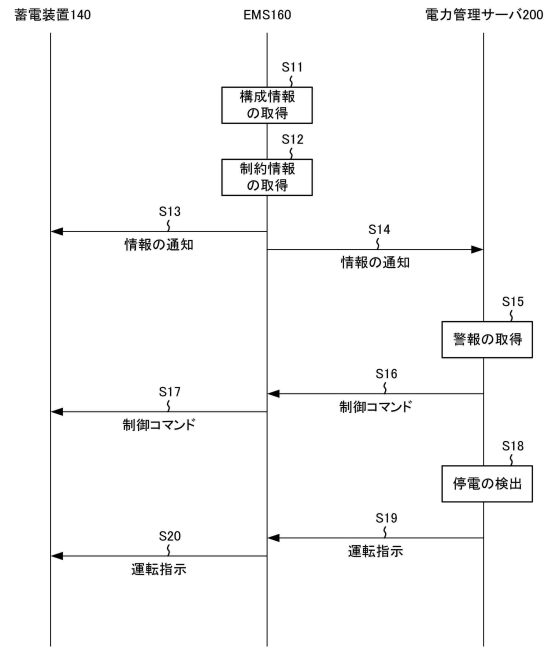 蓄電装置140
EMS160
電力管理サーバ200
S11
構成情報
の取得
S12
制約情報
の取得
S13
情報の通知
S14
情報の通知
S15
警報の取得
S16
制御コマンド
S17
制御コマンド
S18
停電の検出
S19
運転指示
S20
運転指示